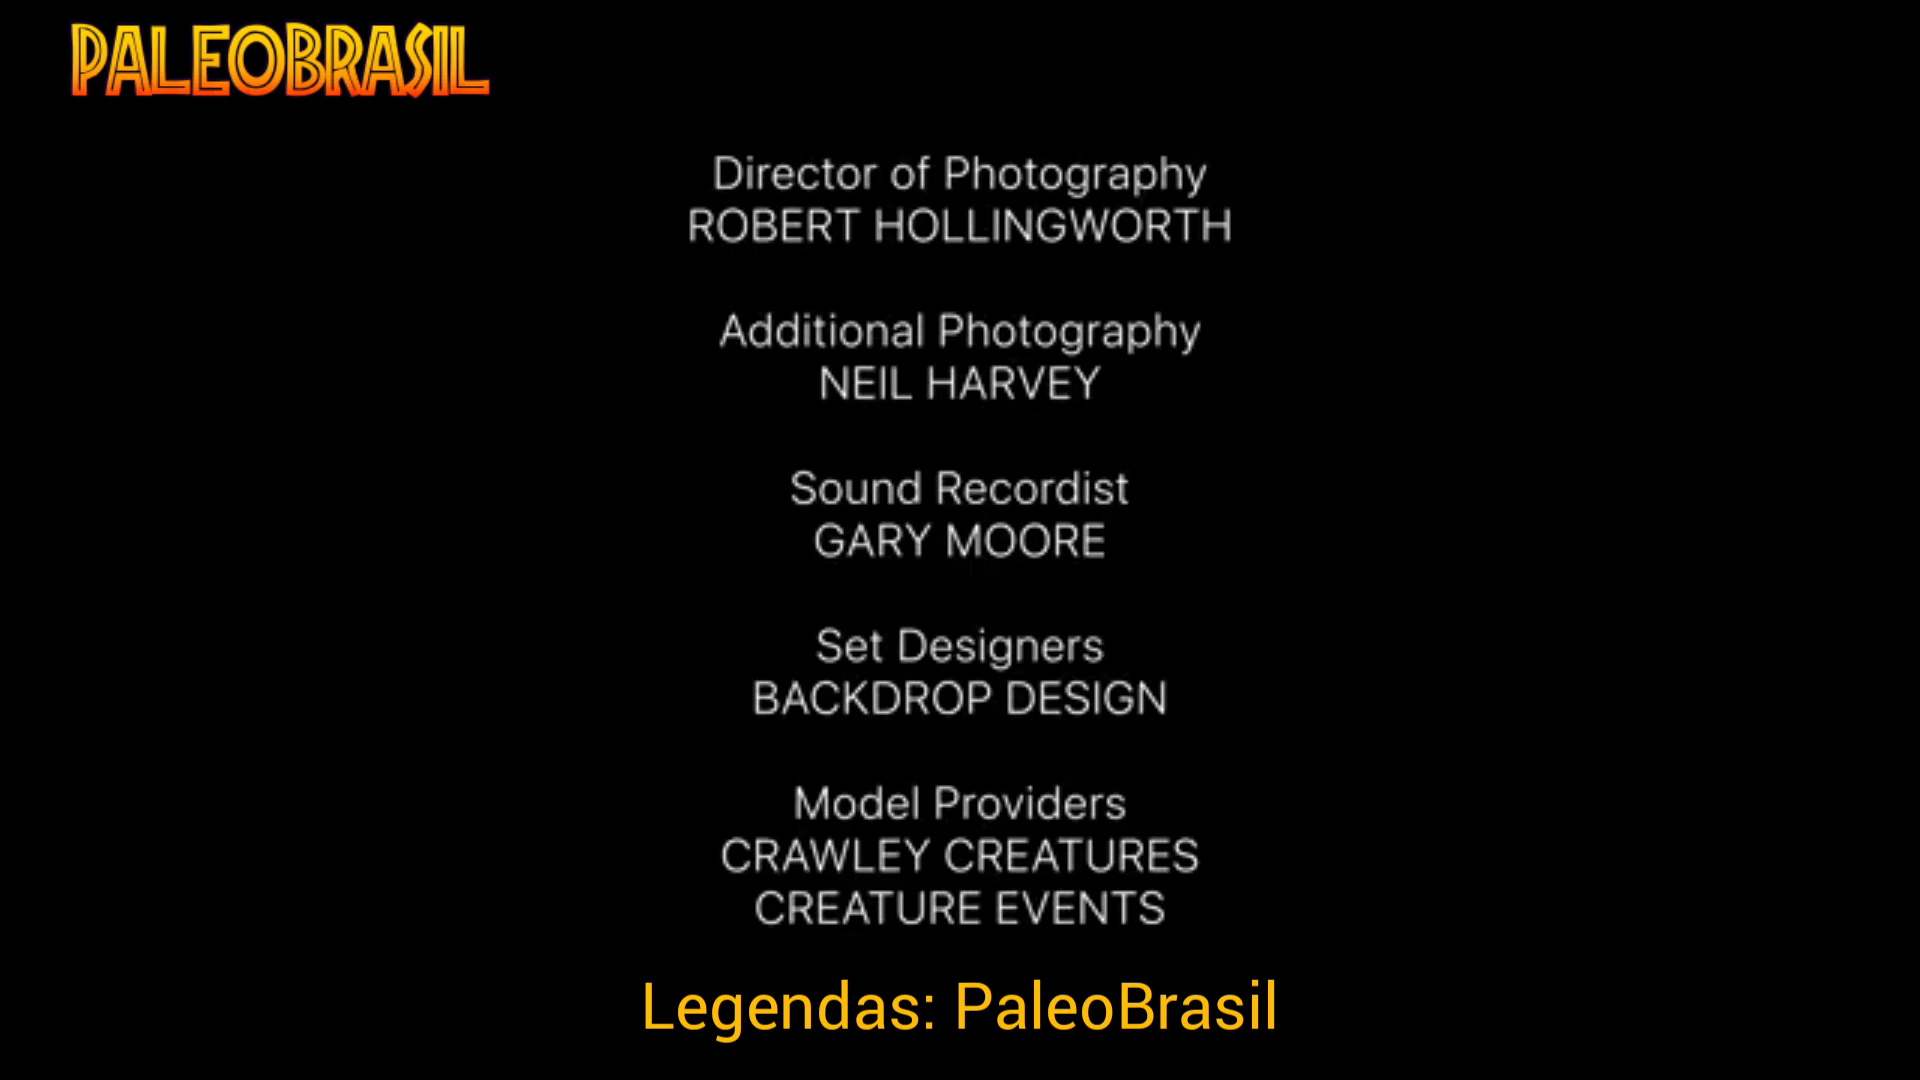 PALEOBRASIL
Director of Photography
ROBERT HOLLINGWORTH
Additional Photography
NEIL HARVEY
Sound Recordist
GARY MOORE
Set Designers
BACKDROP DESIGN
Model Providers
CRAWLEY CREATURES
CREATURE EVENTS
Legendas: PaleoBrasil